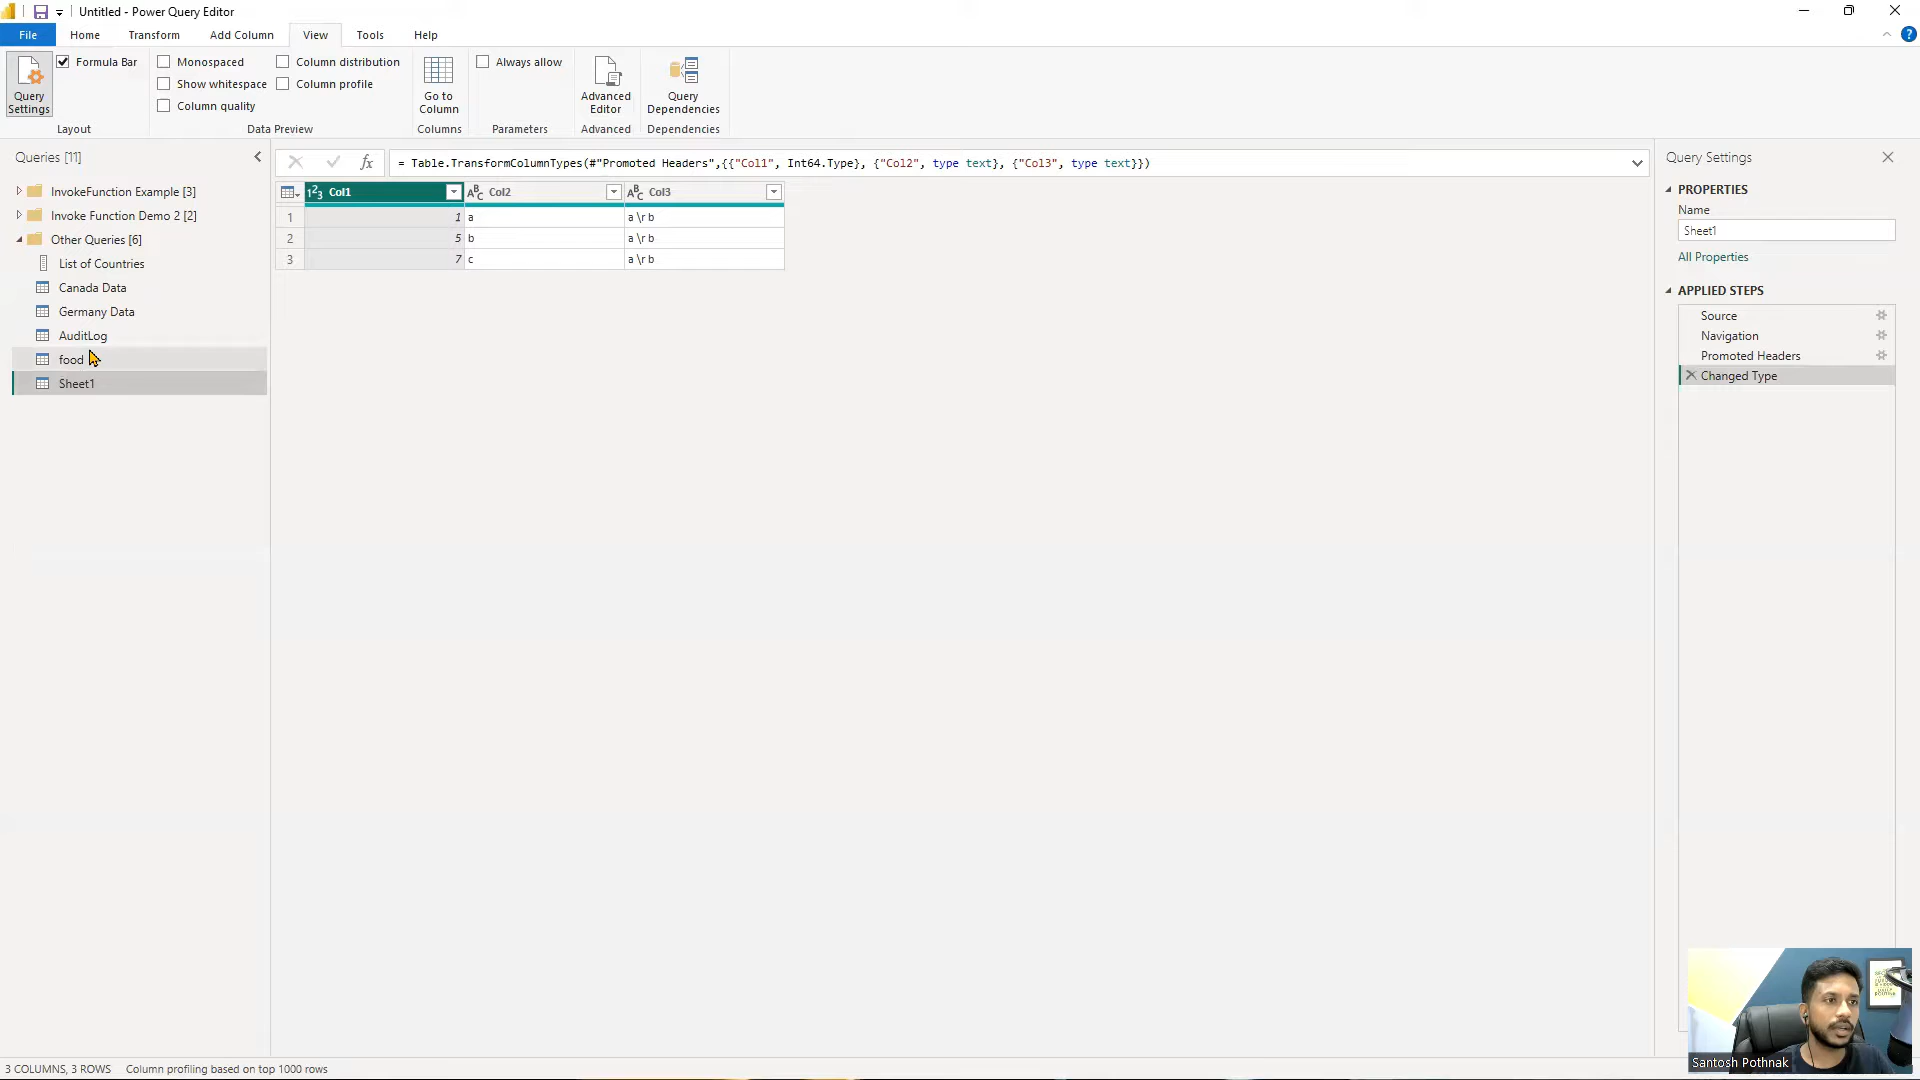 Untitled - Power Query Editor
File Home Transform Add Column View Tools Help
Query Settings
Formula Bar
Layout
Monospaced
Show whitespace
Column quality
Column distribution
Column profile
Data Preview
Go to Column
Columns
Always allow
Parameters
Advanced Editor
Advanced
Query Dependencies
Dependencies
Queries [11]
InvokeFunction Example [3]
Invoke Function Demo 2 [2]
Other Queries [6]
List of Countries
Canada Data
Germany Data
AuditLog
food
Sheet1
fx = Table.TransformColumnTypes(#"Promoted Headers",{{"Col1", Int64.Type}, {"Col2", type text}, {"Col3", type text}})
123 Col1 ABC Col2 ABC Col3
1 1 a a \r b
2 5 b a \r b
3 7 c a \r b
Query Settings
PROPERTIES
Name
Sheet1
All Properties
APPLIED STEPS
Source
Navigation
Promoted Headers
Changed Type
Santosh Pothnak
3 COLUMNS, 3 ROWS Column profiling based on top 1000 rows